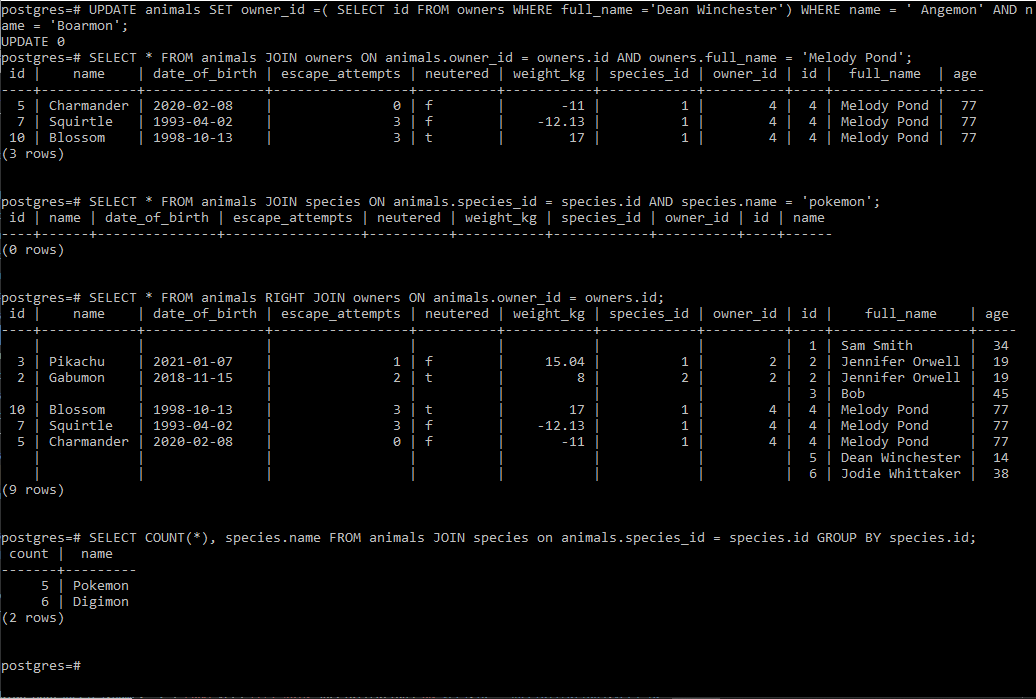 postgres=# UPDATE animals SET owner_id =( SELECT id FROM owners WHERE full_name ='Dean Winchester') WHERE name = ' Angemon' AND n
ame = 'Boarmon';
UPDATE 0
postgres=# SELECT * FROM animals JOIN owners ON animals.owner_id = owners.id AND owners.full_name = 'Melody Pond';
 id |    name    | date_of_birth | escape_attempts | neutered | weight_kg | species_id | owner_id | id |  full_name  | age
----+------------+---------------+-----------------+----------+-----------+------------+----------+----+-------------+-----
  5 | Charmander | 2020-02-08    |               0 | f        |       -11 |          1 |        4 |  4 | Melody Pond |  77
  7 | Squirtle   | 1993-04-02    |               3 | f        |    -12.13 |          1 |        4 |  4 | Melody Pond |  77
 10 | Blossom    | 1998-10-13    |               3 | t        |        17 |          1 |        4 |  4 | Melody Pond |  77
(3 rows)
postgres=# SELECT * FROM animals JOIN species ON animals.species_id = species.id AND species.name = 'pokemon';
 id | name | date_of_birth | escape_attempts | neutered | weight_kg | species_id | owner_id | id | name
----+------+---------------+-----------------+----------+-----------+------------+----------+----+------
(0 rows)
postgres=# SELECT * FROM animals RIGHT JOIN owners ON animals.owner_id = owners.id;
 id |    name    | date_of_birth | escape_attempts | neutered | weight_kg | species_id | owner_id | id |    full_name    | age
----+------------+---------------+-----------------+----------+-----------+------------+----------+----+-----------------+-----
    |            |               |                 |          |           |            |          |  1 | Sam Smith       |  34
  3 | Pikachu    | 2021-01-07    |               1 | f        |     15.04 |          1 |        2 |  2 | Jennifer Orwell |  19
  2 | Gabumon    | 2018-11-15    |               2 | t        |         8 |          2 |        2 |  2 | Jennifer Orwell |  19
    |            |               |                 |          |           |            |          |  3 | Bob             |  45
 10 | Blossom    | 1998-10-13    |               3 | t        |        17 |          1 |        4 |  4 | Melody Pond     |  77
  7 | Squirtle   | 1993-04-02    |               3 | f        |    -12.13 |          1 |        4 |  4 | Melody Pond     |  77
  5 | Charmander | 2020-02-08    |               0 | f        |       -11 |          1 |        4 |  4 | Melody Pond     |  77
    |            |               |                 |          |           |            |          |  5 | Dean Winchester |  14
    |            |               |                 |          |           |            |          |  6 | Jodie Whittaker |  38
(9 rows)
postgres=# SELECT COUNT(*), species.name FROM animals JOIN species on animals.species_id = species.id GROUP BY species.id;
 count |  name
-------+---------
     5 | Pokemon
     6 | Digimon
(2 rows)
postgres=#